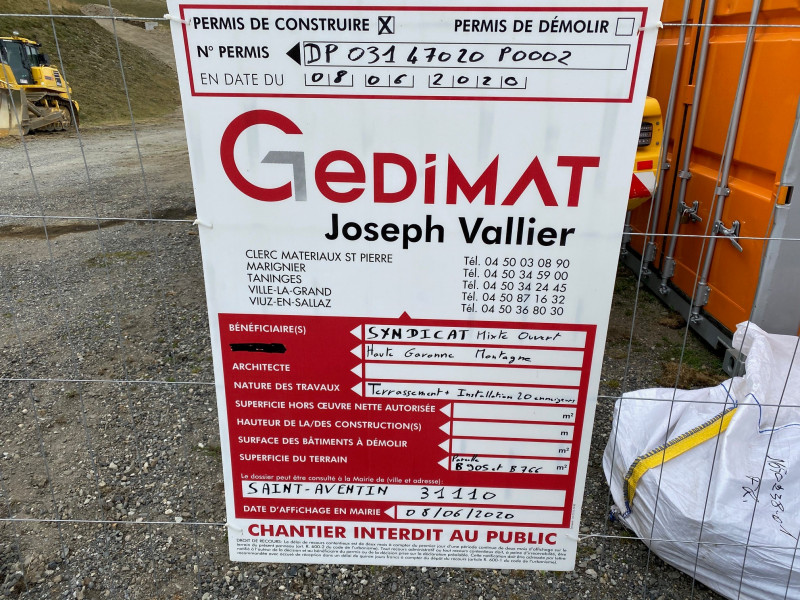 PERMIS DE CONSTRUIRE X PERMIS DE DÉMOLIR
N° PERMIS DP 031 47020 P0002
EN DATE DU 08 06 2020
GEDIMAT
Joseph Vallier
CLERC MATERIAUX ST PIERRE Tél. 04 50 03 08 90
MARIGNIER Tél. 04 50 34 59 00
TANINGES Tél. 04 50 34 24 45
VILLE-LA-GRAND Tél. 04 50 87 16 32
VIUZ-EN-SALLAZ Tél. 04 50 36 80 30
BÉNÉFICIAIRE(S) SYNDICAT Mixte Ouvert
Haute Garonne Montagne
ARCHITECTE
NATURE DES TRAVAUX Terrassement + Installation 20 enneigeurs
SUPERFICIE HORS ŒUVRE NETTE AUTORISÉE m²
HAUTEUR DE LA/DES CONSTRUCTION(S) m
SURFACE DES BÂTIMENTS À DÉMOLIR m²
SUPERFICIE DU TERRAIN Parcelle B905 et B766 m²
Le dossier peut être consulté à la Mairie de (ville et adresse) :
SAINT-AVENTIN 31110
DATE D'AFFICHAGE EN MAIRIE 08/06/2020
CHANTIER INTERDIT AU PUBLIC